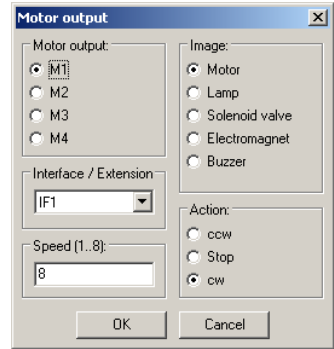 Motor output
Motor output:
M1
M2
M3
M4
Interface / Extension
IF1
Speed (1..8):
8
Image:
Motor
Lamp
Solenoid valve
Electromagnet
Buzzer
Action:
ccw
Stop
cw
OK
Cancel